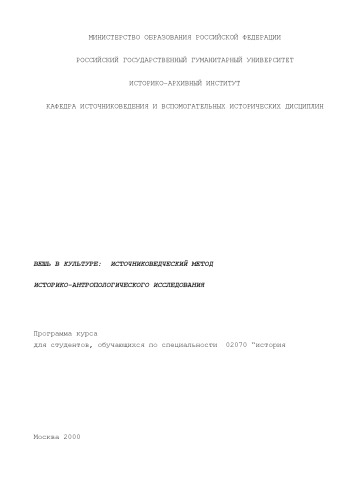 МИНИСТЕРСТВО ОБРАЗОВАНИЯ РОССИЙСКОЙ ФЕДЕРАЦИИ
РОССИЙСКИЙ ГОСУДАРСТВЕННЫЙ ГУМАНИТАРНЫЙ УНИВЕРСИТЕТ
ИСТОРИКО-АРХИВНЫЙ ИНСТИТУТ
КАФЕДРА ИСТОЧНИКОВЕДЕНИЯ И ВСПОМОГАТЕЛЬНЫХ ИСТОРИЧЕСКИХ ДИСЦИПЛИН
ВЕЩЬ В КУЛЬТУРЕ: ИСТОЧНИКОВЕДЧЕСКИЙ МЕТОД
ИСТОРИКО-АНТРОПОЛОГИЧЕСКОГО ИССЛЕДОВАНИЯ
Программа курса
для студентов, обучающихся по специальности 02070 "история
Москва 2000